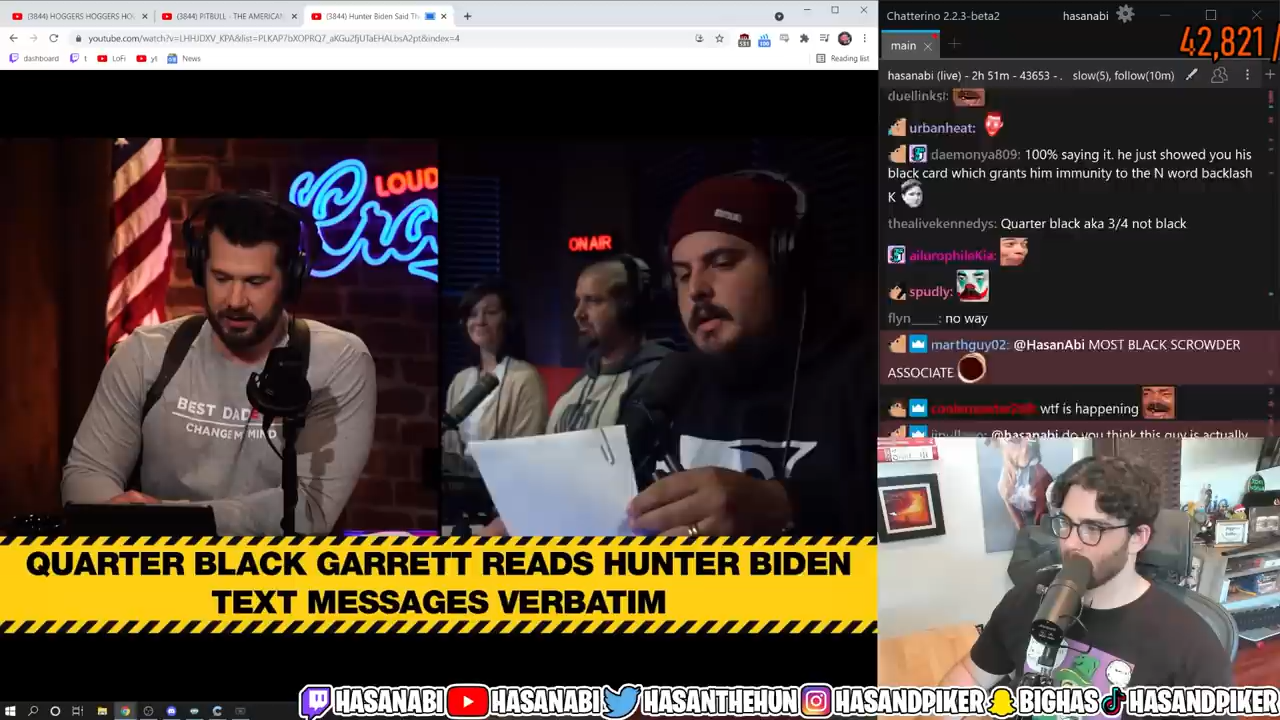 (3844) HOGGERS HOGGERS HO
(3844) PITBULL - THE AMERICAN
(3844) Hunter Biden Said Th
youtube.com/watch?v=LHHJDXV_KPA&list=PLKAP7bXOPRQ7_aKGu2fjUTaEHALbsA2pt&index=4
dashboard
t
LoFi
yt
News
Reading list
LOUD
ON AIR
BEST DAD
CHANGE MY MIND
QUARTER BLACK GARRETT READS HUNTER BIDEN
TEXT MESSAGES VERBATIM
Chatterino 2.2.3-beta2
hasanabi
main
42,821 /
hasanabi (live) - 2h 51m - 43653 - . slow(5), follow(10m)
duellinks!:
urbanheat:
daemonya809: 100% saying it. he just showed you his
black card which grants him immunity to the N word backlash
K
thealivekennedys: Quarter black aka 3/4 not black
ailurophileKia:
spudly:
flyn____: no way
marthguy02: @HasanAbi MOST BLACK SCROWDER
ASSOCIATE
wtf is happening
@hasanabi do you think this guy is actually
HASANABI
HASANABI
HASANTHEHUN
HASANDPIKER
BIGHAS
HASANDPIKER